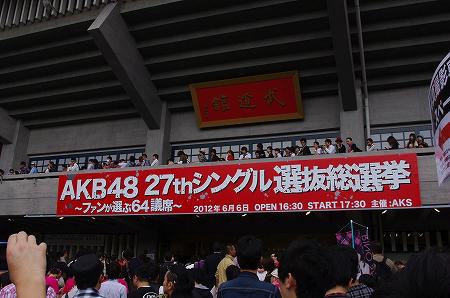 武道館
AKB48 27thシングル 選抜総選挙
～ファンが選ぶ64議席～
2012年6月6日 OPEN 16:30 START 17:30 主催:AKS